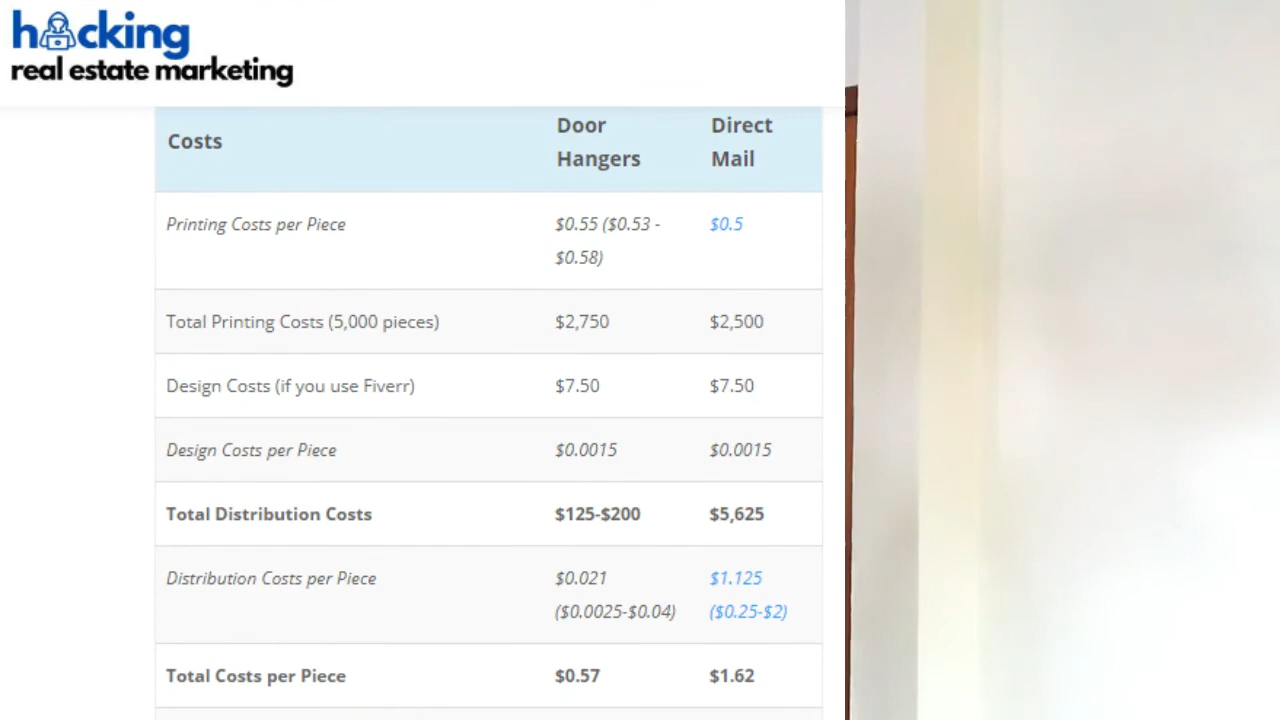 hacking
real estate marketing
Costs
Door
Hangers
Direct
Mail
Printing Costs per Piece
$0.55 ($0.53 -
$0.58)
$0.5
Total Printing Costs (5,000 pieces)
$2,750
$2,500
Design Costs (if you use Fiverr)
$7.50
$7.50
Design Costs per Piece
$0.0015
$0.0015
Total Distribution Costs
$125-$200
$5,625
Distribution Costs per Piece
$0.021
($0.0025-$0.04)
$1.125
($0.25-$2)
Total Costs per Piece
$0.57
$1.62